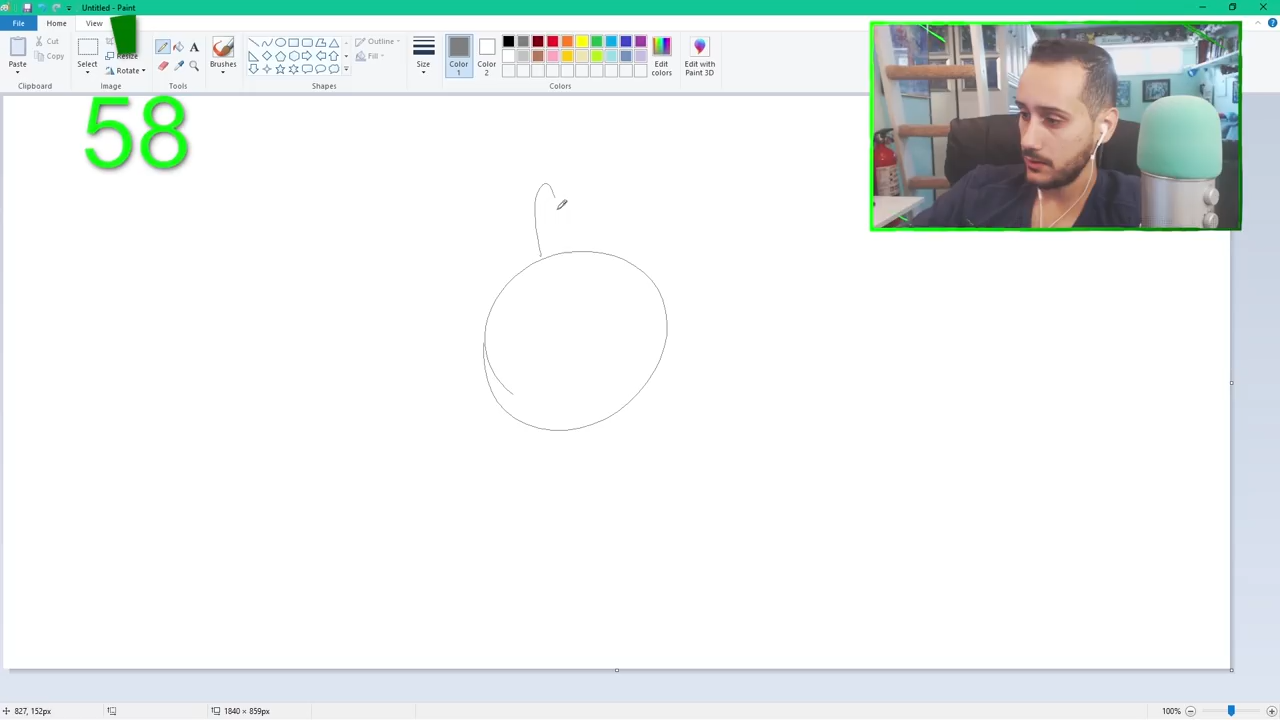 Untitled - Paint
File Home View
Paste
Cut
Copy
Clipboard
Select
Resize
Rotate
Image
Tools
Brushes
Shapes
Outline
Fill
Size
Color 1
Color 2
Colors
Edit colors
Edit with Paint 3D
58
827, 152px
1840 × 859px
100%